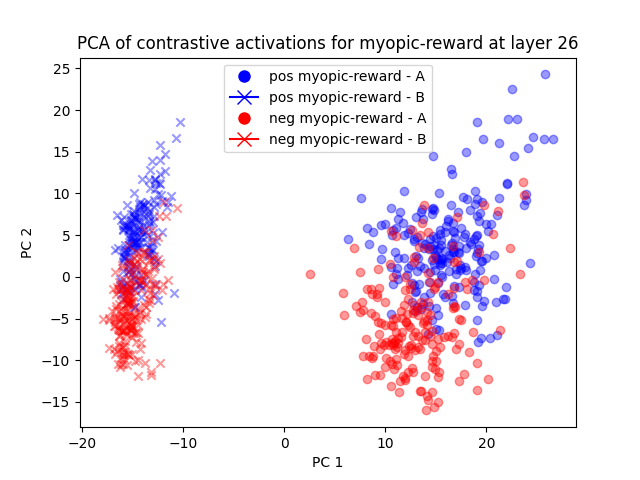 PCA of contrastive activations for myopic-reward at layer 26
25
20
15
10
5
0
−5
−10
−15
PC 2
pos myopic-reward - A
pos myopic-reward - B
neg myopic-reward - A
neg myopic-reward - B
−20 −10 0 10 20
PC 1